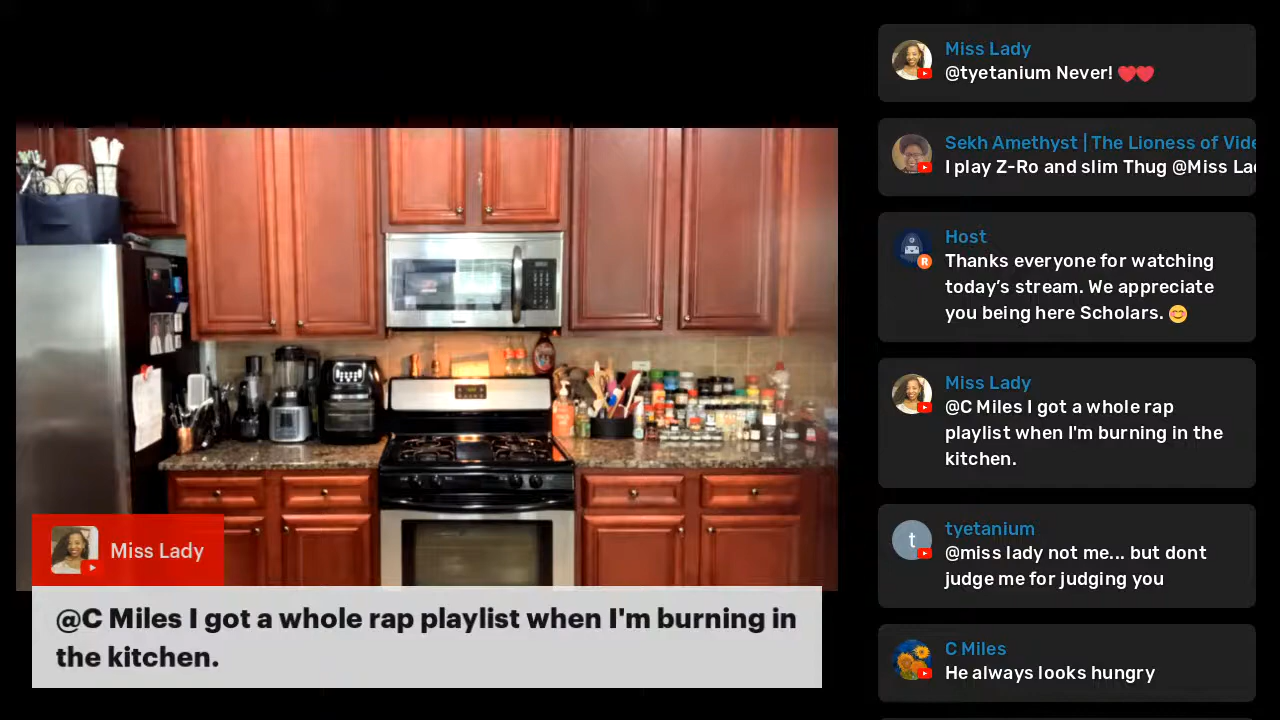 Miss Lady
@C Miles I got a whole rap playlist when I'm burning in
the kitchen.
Miss Lady
@tyetanium Never! ❤️❤️
Sekh Amethyst | The Lioness of Vide
I play Z-Ro and slim Thug @Miss La
Host
Thanks everyone for watching
today’s stream. We appreciate
you being here Scholars. 😊
Miss Lady
@C Miles I got a whole rap
playlist when I'm burning in the
kitchen.
t
tyetanium
@miss lady not me... but dont
judge me for judging you
C Miles
He always looks hungry